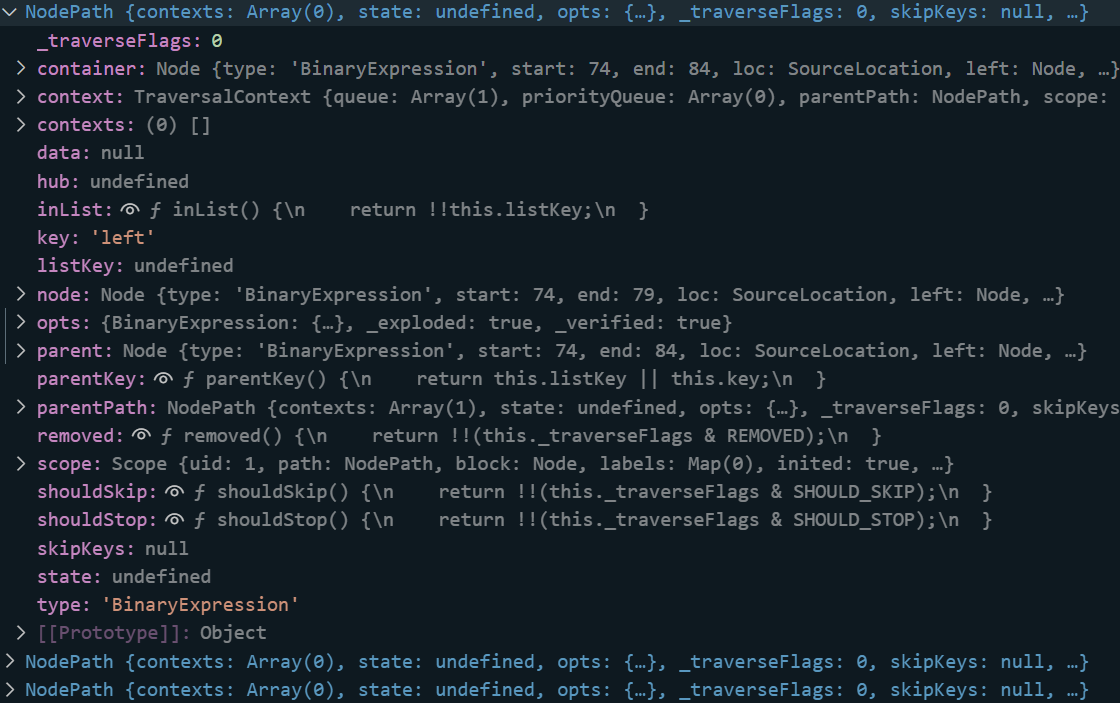 NodePath {contexts: Array(0), state: undefined, opts: {…}, _traverseFlags: 0, skipKeys: null, …}
_traverseFlags: 0
container: Node {type: 'BinaryExpression', start: 74, end: 84, loc: SourceLocation, left: Node, …}
context: TraversalContext {queue: Array(1), priorityQueue: Array(0), parentPath: NodePath, scope:
contexts: (0) []
data: null
hub: undefined
inList: ƒ inList() {\n    return !!this.listKey;\n  }
key: 'left'
listKey: undefined
node: Node {type: 'BinaryExpression', start: 74, end: 79, loc: SourceLocation, left: Node, …}
opts: {BinaryExpression: {…}, _exploded: true, _verified: true}
parent: Node {type: 'BinaryExpression', start: 74, end: 84, loc: SourceLocation, left: Node, …}
parentKey: ƒ parentKey() {\n    return this.listKey || this.key;\n  }
parentPath: NodePath {contexts: Array(1), state: undefined, opts: {…}, _traverseFlags: 0, skipKeys
removed: ƒ removed() {\n    return !!(this._traverseFlags & REMOVED);\n  }
scope: Scope {uid: 1, path: NodePath, block: Node, labels: Map(0), inited: true, …}
shouldSkip: ƒ shouldSkip() {\n    return !!(this._traverseFlags & SHOULD_SKIP);\n  }
shouldStop: ƒ shouldStop() {\n    return !!(this._traverseFlags & SHOULD_STOP);\n  }
skipKeys: null
state: undefined
type: 'BinaryExpression'
[[Prototype]]: Object
NodePath {contexts: Array(0), state: undefined, opts: {…}, _traverseFlags: 0, skipKeys: null, …}
NodePath {contexts: Array(0), state: undefined, opts: {…}, _traverseFlags: 0, skipKeys: null, …}